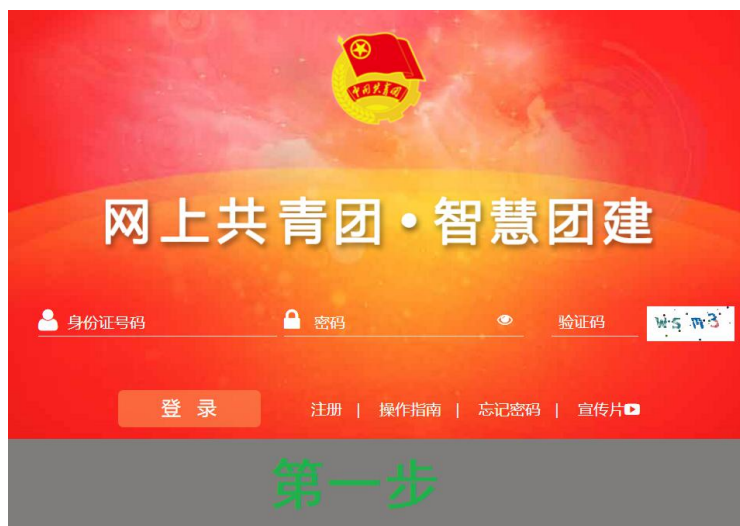 中国共青团
网上共青团·智慧团建
身份证号码 密码 验证码 w5m3
登录 注册 | 操作指南 | 忘记密码 | 宣传片
第一步